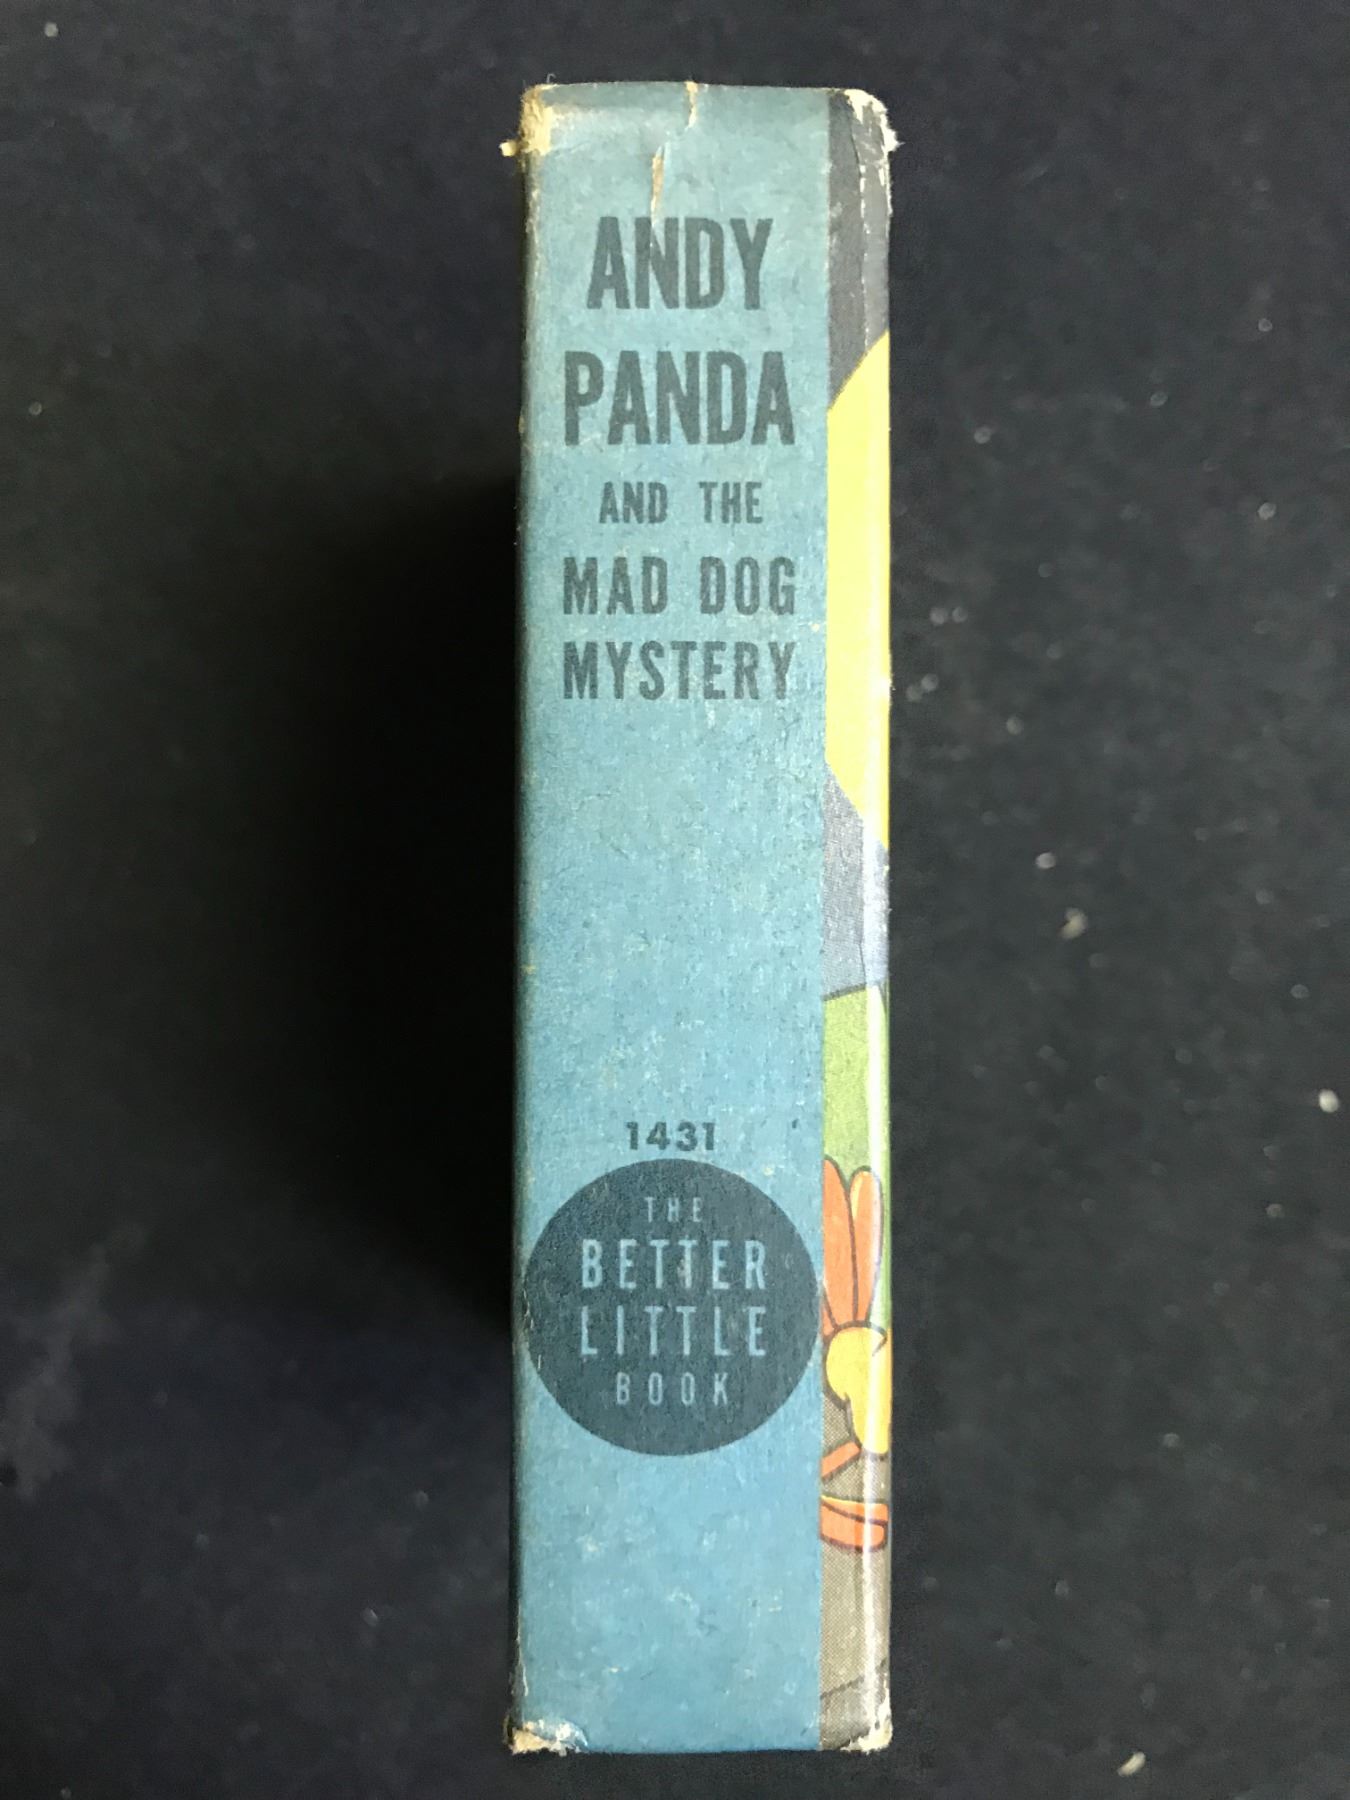 ANDY
PANDA
AND THE
MAD DOG
MYSTERY
1431
THE
BETTER
LITTLE
BOOK